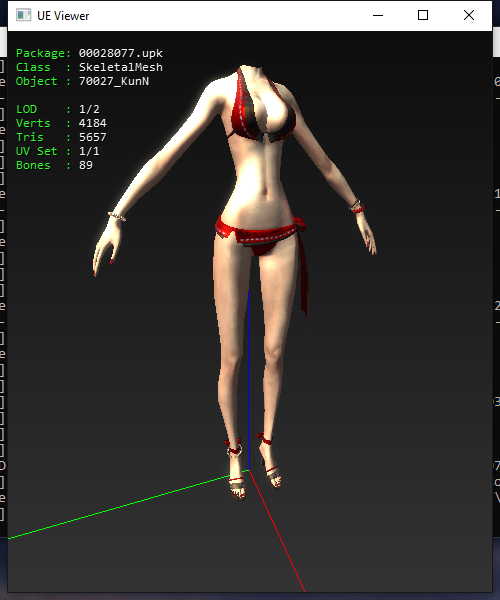 UE Viewer
Package: 00028077.upk
Class : SkeletalMesh
Object : 70027_KunN
LOD : 1/2
Verts : 4184
Tris : 5657
UV Set : 1/1
Bones : 89